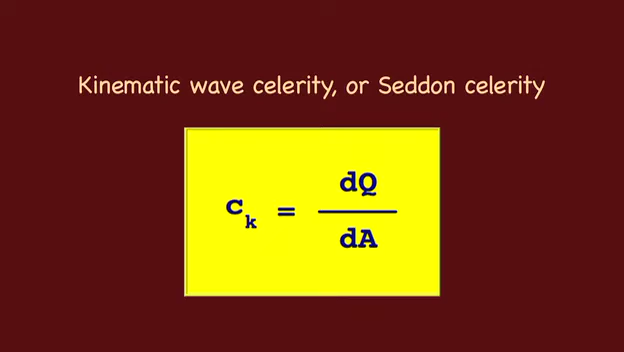 Kinematic wave celerity, or Seddon celerity
c_k = dQ/dA